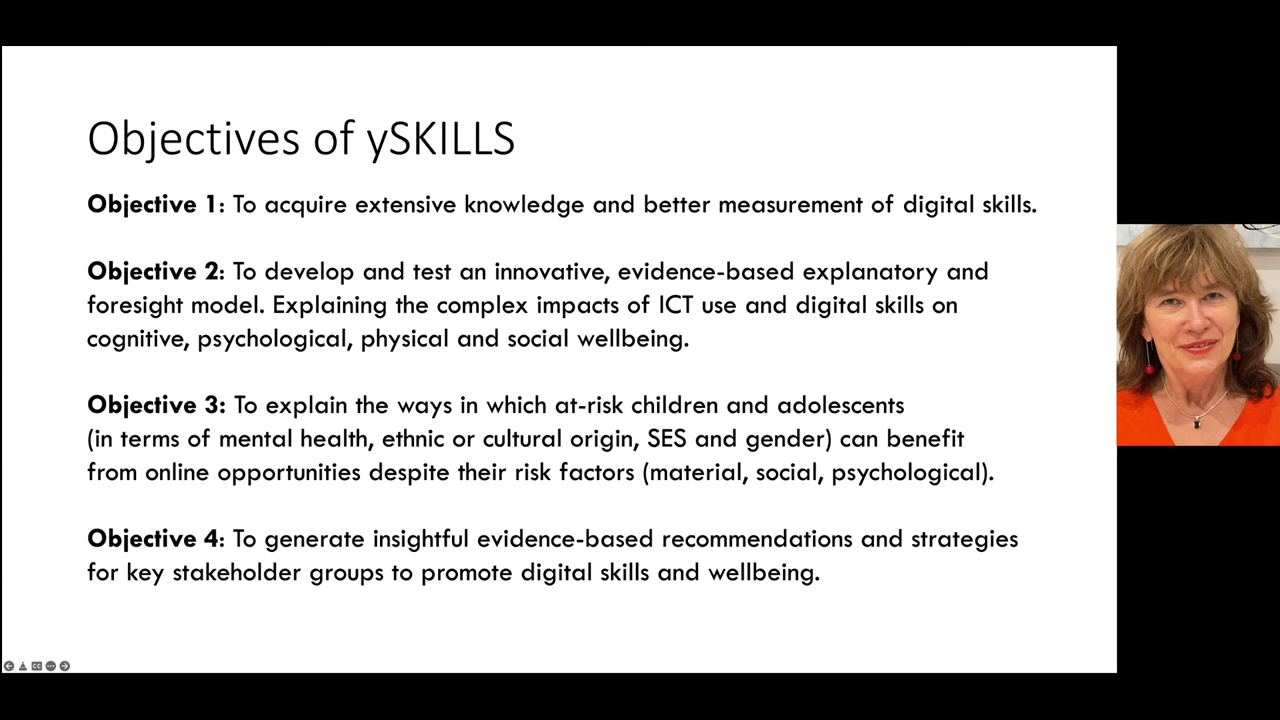 Objectives of ySKILLS
Objective 1: To acquire extensive knowledge and better measurement of digital skills.
Objective 2: To develop and test an innovative, evidence-based explanatory and
foresight model. Explaining the complex impacts of ICT use and digital skills on
cognitive, psychological, physical and social wellbeing.
Objective 3: To explain the ways in which at-risk children and adolescents
(in terms of mental health, ethnic or cultural origin, SES and gender) can benefit
from online opportunities despite their risk factors (material, social, psychological).
Objective 4: To generate insightful evidence-based recommendations and strategies
for key stakeholder groups to promote digital skills and wellbeing.